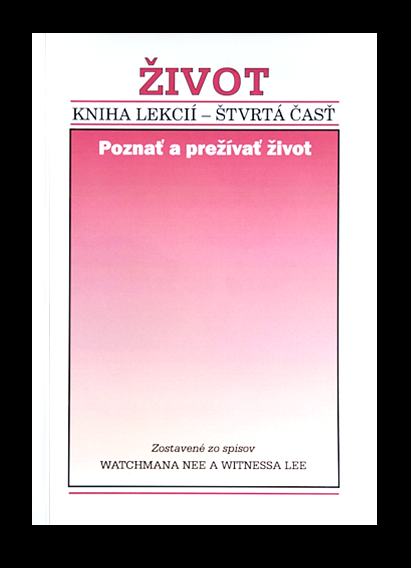 ŽIVOT
KNIHA LEKCIÍ – ŠTVRTÁ ČASŤ
Poznať a prežívať život
Zostavené zo spisov
WATCHMANA NEE A WITNESSA LEE